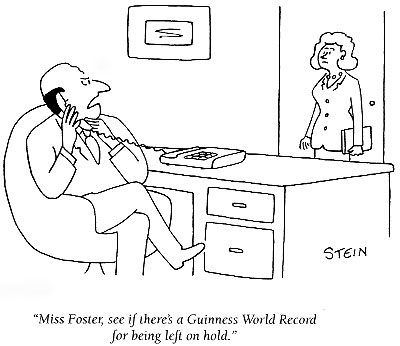 STEIN
"Miss Foster, see if there's a Guinness World Record
for being left on hold."